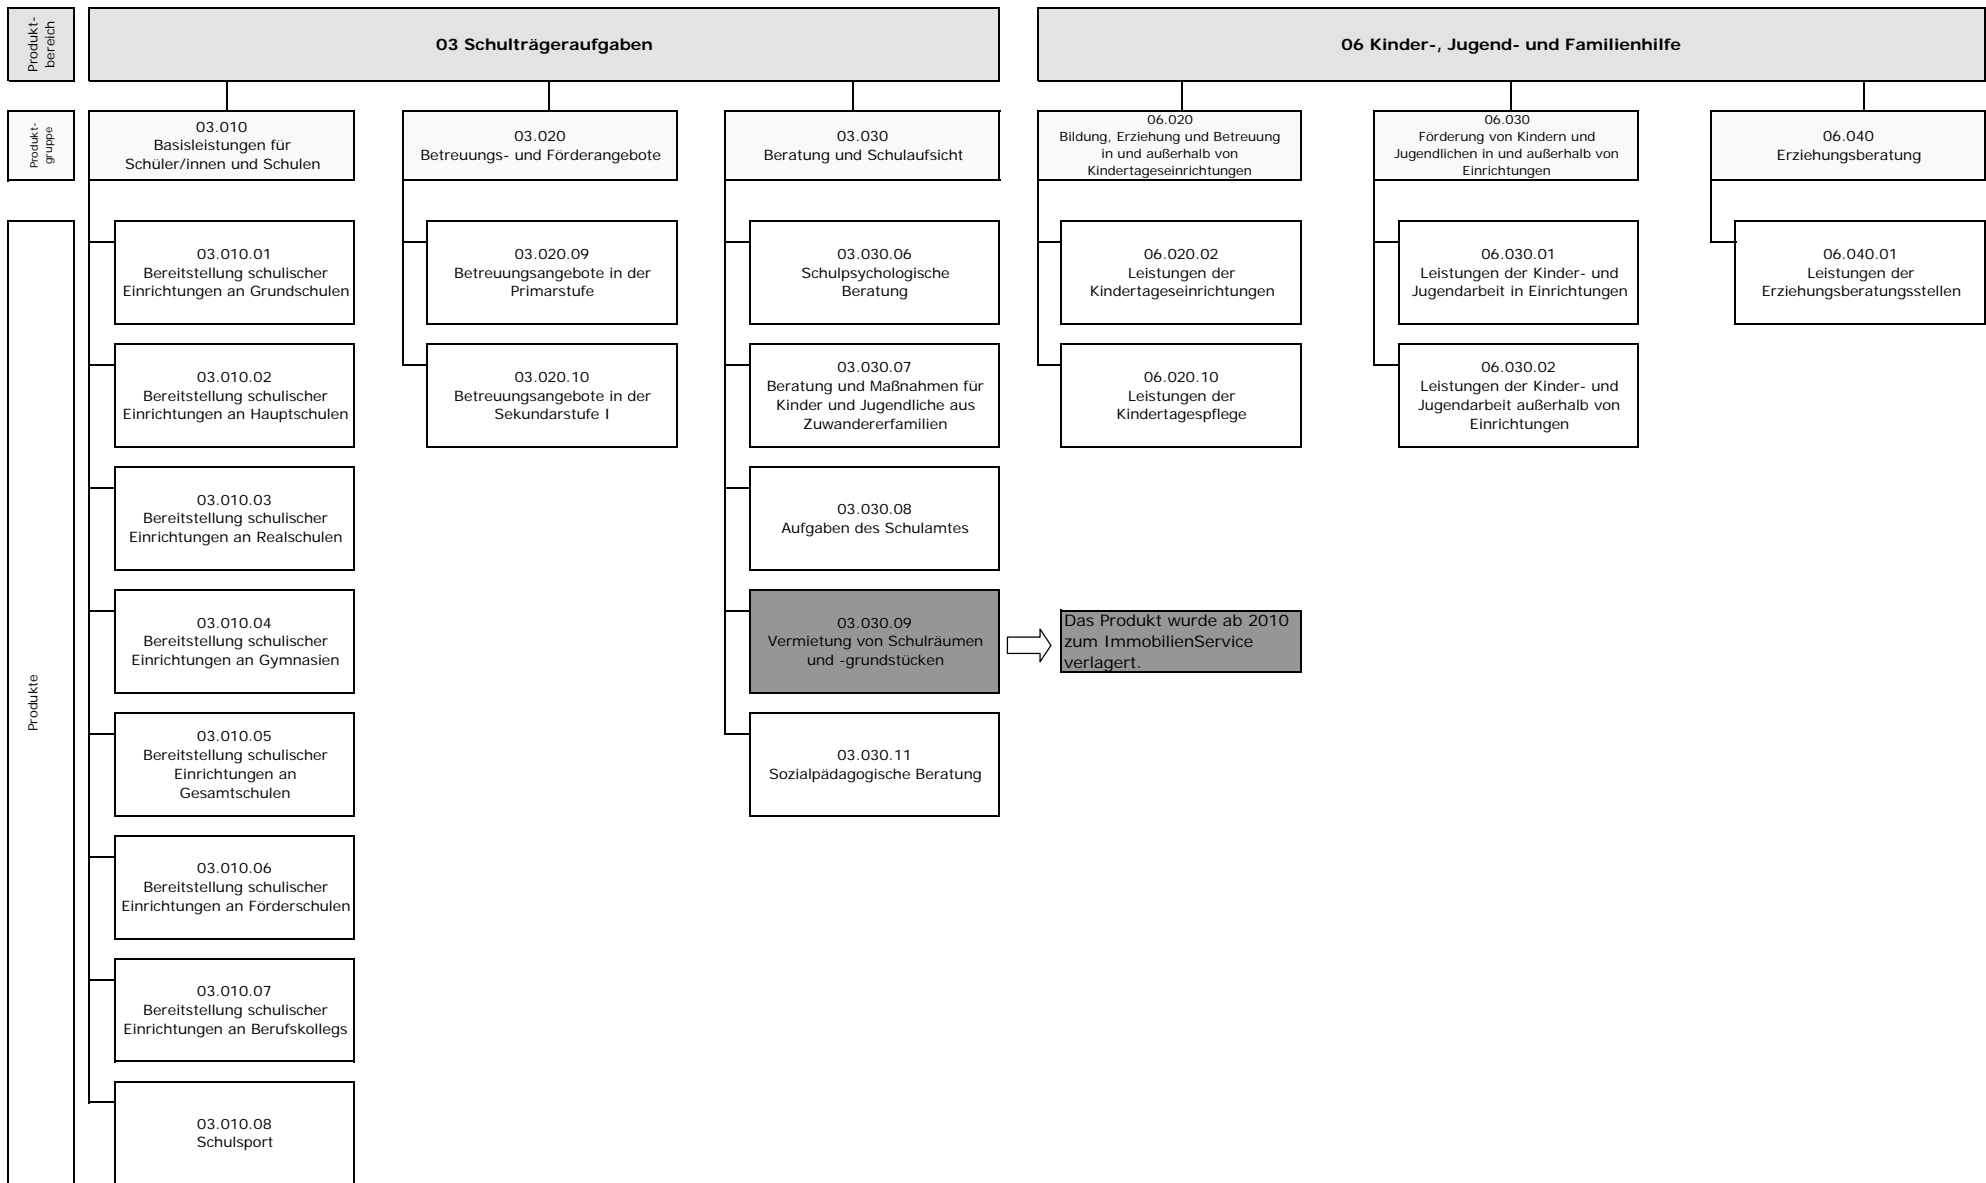 Produkt-
bereich
03 Schulträgeraufgaben
06 Kinder-, Jugend- und Familienhilfe
Produkt-
gruppe
03.010
Basisleistungen für
Schüler/innen und Schulen
03.020
Betreuungs- und Förderangebote
03.030
Beratung und Schulaufsicht
06.020
Bildung, Erziehung und Betreuung
in und außerhalb von
Kindertageseinrichtungen
06.030
Förderung von Kindern und
Jugendlichen in und außerhalb von
Einrichtungen
06.040
Erziehungsberatung
Produkte
03.010.01
Bereitstellung schulischer
Einrichtungen an Grundschulen
03.010.02
Bereitstellung schulischer
Einrichtungen an Hauptschulen
03.010.03
Bereitstellung schulischer
Einrichtungen an Realschulen
03.010.04
Bereitstellung schulischer
Einrichtungen an Gymnasien
03.010.05
Bereitstellung schulischer
Einrichtungen an
Gesamtschulen
03.010.06
Bereitstellung schulischer
Einrichtungen an Förderschulen
03.010.07
Bereitstellung schulischer
Einrichtungen an Berufskollegs
03.010.08
Schulsport
03.020.09
Betreuungsangebote in der
Primarstufe
03.020.10
Betreuungsangebote in der
Sekundarstufe I
03.030.06
Schulpsychologische
Beratung
03.030.07
Beratung und Maßnahmen für
Kinder und Jugendliche aus
Zuwandererfamilien
03.030.08
Aufgaben des Schulamtes
03.030.09
Vermietung von Schulräumen
und -grundstücken
Das Produkt wurde ab 2010
zum ImmobilienService
verlagert.
03.030.11
Sozialpädagogische Beratung
06.020.02
Leistungen der
Kindertageseinrichtungen
06.020.10
Leistungen der
Kindertagespflege
06.030.01
Leistungen der Kinder- und
Jugendarbeit in Einrichtungen
06.030.02
Leistungen der Kinder- und
Jugendarbeit außerhalb von
Einrichtungen
06.040.01
Leistungen der
Erziehungsberatungsstellen